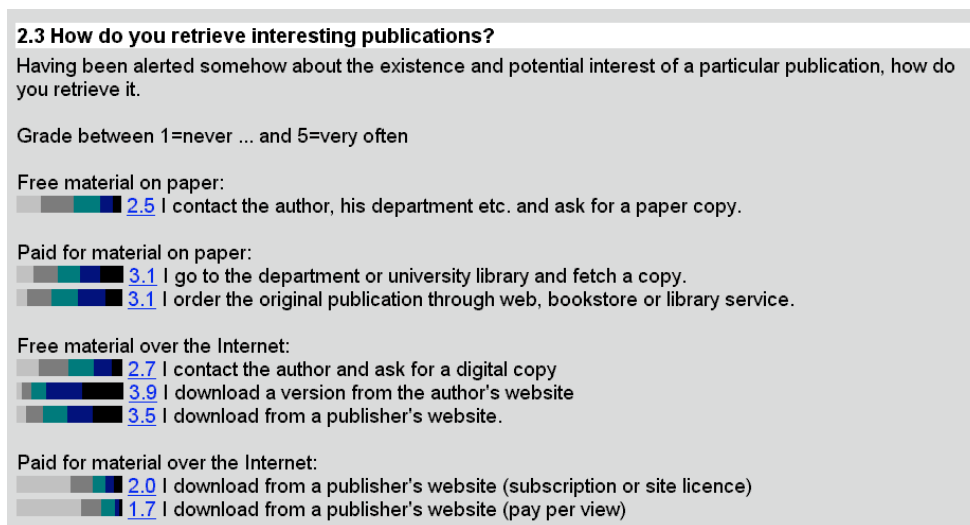 2.3 How do you retrieve interesting publications?
Having been alerted somehow about the existence and potential interest of a particular publication, how do
you retrieve it.
Grade between 1=never ... and 5=very often
Free material on paper:
2.5 I contact the author, his department etc. and ask for a paper copy.
Paid for material on paper:
3.1 I go to the department or university library and fetch a copy.
3.1 I order the original publication through web, bookstore or library service.
Free material over the Internet:
2.7 I contact the author and ask for a digital copy
3.9 I download a version from the author's website
3.5 I download from a publisher's website.
Paid for material over the Internet:
2.0 I download from a publisher's website (subscription or site licence)
1.7 I download from a publisher's website (pay per view)